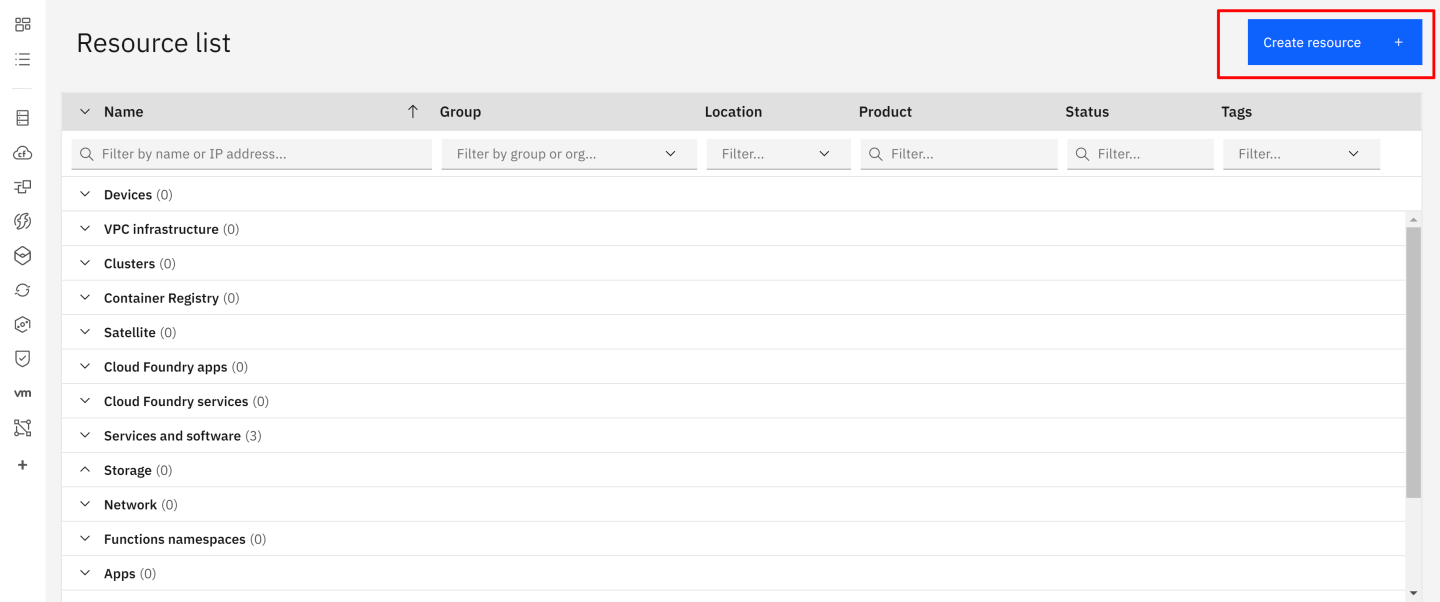 Resource list
Create resource +
Name Group Location Product Status Tags
Filter by name or IP address... Filter by group or org... Filter... Filter... Filter... Filter...
Devices (0)
VPC infrastructure (0)
Clusters (0)
Container Registry (0)
Satellite (0)
Cloud Foundry apps (0)
Cloud Foundry services (0)
Services and software (3)
Storage (0)
Network (0)
Functions namespaces (0)
Apps (0)
cf
vm